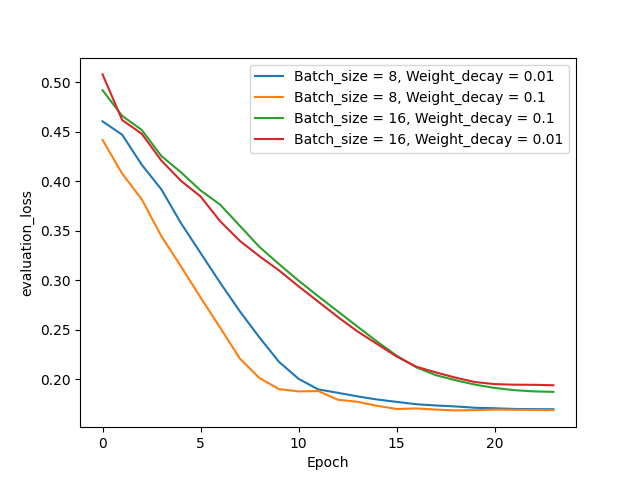 Batch_size = 8, Weight_decay = 0.01
Batch_size = 8, Weight_decay = 0.1
Batch_size = 16, Weight_decay = 0.1
Batch_size = 16, Weight_decay = 0.01
evaluation_loss
0.50
0.45
0.40
0.35
0.30
0.25
0.20
0 5 10 15 20
Epoch